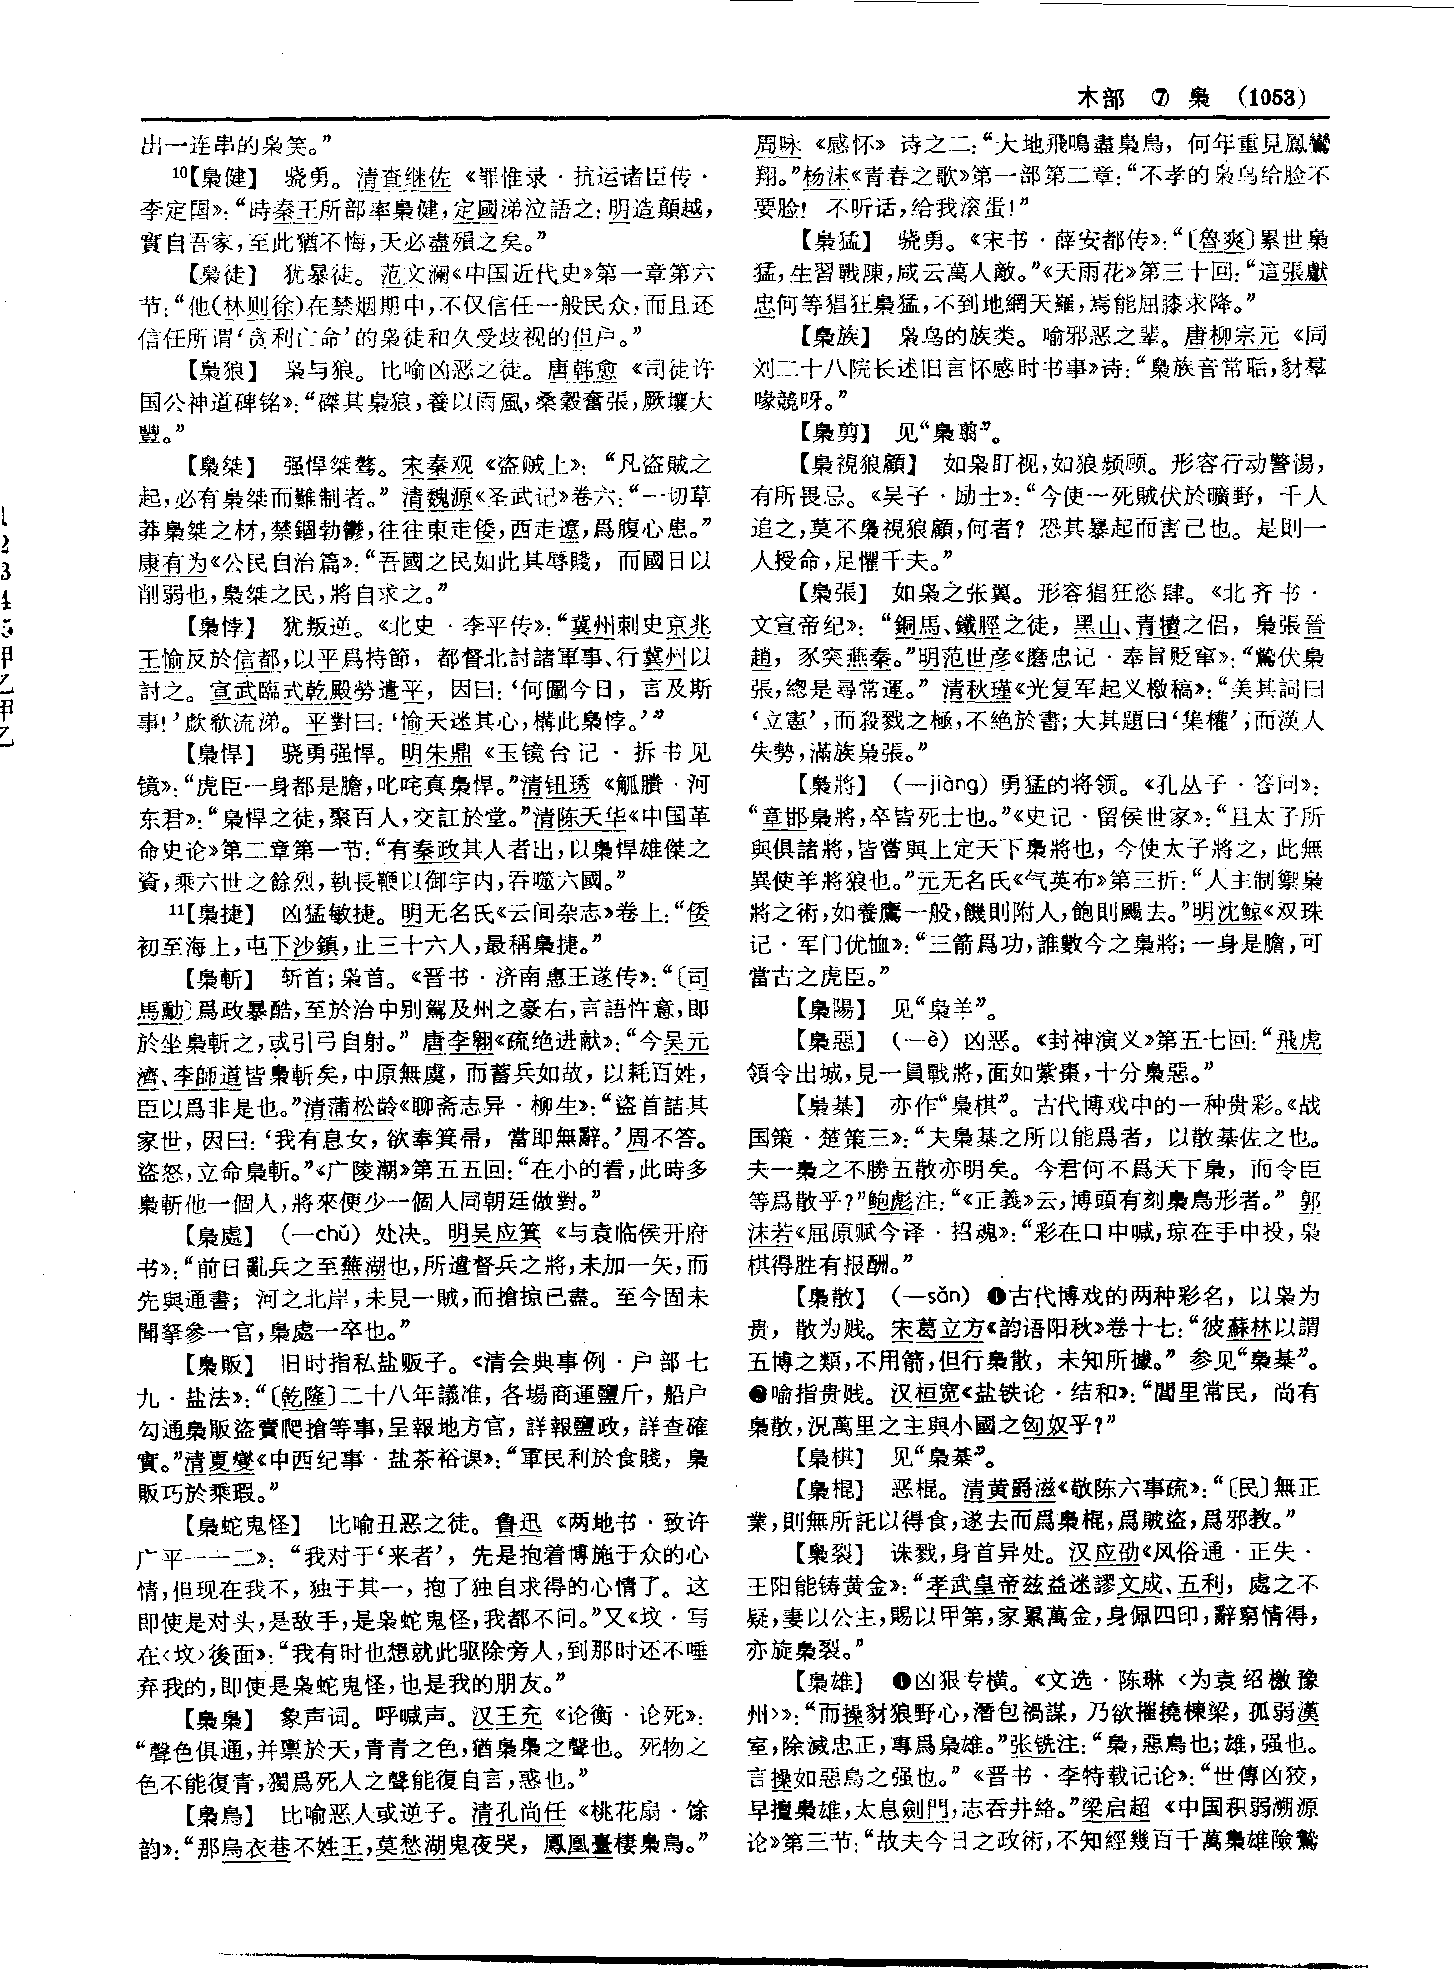 木部 ⑦ 梟 (1053)
出一连串的枭笑。”
10【梟健】 骁勇。清查继佐《罪惟录·抗运诸臣传·
李定国》：“時秦王所部率梟健，定國涕泣語之：明造顛越，
實自吾家，至此猶不悔，天必盡殞之矣。”
【梟徒】 犹暴徒。范文澜《中国近代史》第一章第六
节：“他(林则徐)在禁烟期中，不仅信任一般民众，而且还
信任所谓‘贪利亡命’的枭徒和久受歧视的但户。”
【梟狼】 枭与狼。比喻凶恶之徒。唐韩愈《司徒许
国公神道碑铭》：“磔其梟狼，養以雨風，桑穀奮張，厥壤大
豐。”
【梟桀】 强悍桀骜。宋秦观《盗贼上》：“凡盗贼之
起，必有梟桀而難制者。”清魏源《圣武记》卷六：“一切草
莽梟桀之材，禁錮勃鬱，往往東走倭，西走遼，爲腹心患。”
康有为《公民自治篇》：“吾國之民如此其辱賤，而國日以
削弱也，梟桀之民，將自求之。”
【梟悖】 犹叛逆。《北史·李平传》：“冀州刺史京兆
王愉反於信都，以平爲持節，都督北討諸軍事、行冀州以
討之。宣武臨式乾殿勞遣平，因曰：‘何圖今日，言及斯
事！’歔欷流涕。平對曰：‘愉天迷其心，構此梟悖。’”
【梟悍】 骁勇强悍。明朱鼎《玉镜台记·拆书见
镜》：“虎臣一身都是膽，叱咤真梟悍。”清钮琇《觚賸·河
东君》：“梟悍之徒，聚百人，交訌於堂。”清陈天华《中国革
命史论》第二章第一节：“有秦政其人者出，以梟悍雄傑之
資，乘六世之餘烈，執長鞭以御宇内，吞噬六國。”
11【梟捷】 凶猛敏捷。明无名氏《云间杂志》卷上：“倭
初至海上，屯下沙鎮，止三十六人，最稱梟捷。”
【梟斬】 斩首；枭首。《晋书·济南惠王遂传》：“〔司
馬勳〕爲政暴酷，至於治中别駕及州之豪右，言語忤意，即
於坐梟斬之，或引弓自射。”唐李翱《疏绝进献》：“今吴元
濟、李師道皆梟斬矣，中原無虞，而蓄兵如故，以耗百姓，
臣以爲非是也。”清蒲松龄《聊斋志异·柳生》：“盗首詰其
家世，因曰：‘我有息女，欲奉箕帚，當即無辭。’周不答。
盗怒，立命梟斬。”《广陵潮》第五五回：“在小的看，此時多
梟斬他一個人，將來便少一個人同朝廷做對。”
【梟處】 (—chǔ) 处决。明吴应箕《与袁临侯开府
书》：“前日亂兵之至蕪湖也，所遣督兵之將，未加一矢，而
先與通書；河之北岸，未見一賊，而搶掠已盡。至今固未
聞拏參一官，梟處一卒也。”
【梟販】 旧时指私盐贩子。《清会典事例·户部七
九·盐法》：“〔乾隆〕二十八年議准，各場商運鹽斤，船户
勾通梟販盗賣爬搶等事，呈報地方官，詳報鹽政，詳查確
實。”清夏燮《中西纪事·盐茶裕课》：“軍民利於食賤，梟
販巧於乘瑕。”
【梟蛇鬼怪】 比喻丑恶之徒。鲁迅《两地书·致许
广平一一二》：“我对于‘来者’，先是抱着博施于众的心
情，但现在我不，独于其一，抱了独自求得的心情了。这
即使是对头，是敌手，是枭蛇鬼怪，我都不问。”又《坟·写
在〈坟〉後面》：“我有时也想就此驱除旁人，到那时还不唾
弃我的，即使是枭蛇鬼怪，也是我的朋友。”
【梟梟】 象声词。呼喊声。汉王充《论衡·论死》：
“聲色俱通，并禀於天，青青之色，猶梟梟之聲也。死物之
色不能復青，獨爲死人之聲能復自言，惑也。”
【梟鳥】 比喻恶人或逆子。清孔尚任《桃花扇·馀
韵》：“那烏衣巷不姓王，莫愁湖鬼夜哭，鳳凰臺棲梟鳥。”
周咏《感怀》诗之二：“大地飛鳴盡梟鳥，何年重見鳳鸞
翔。”杨沫《青春之歌》第一部第二章：“不孝的枭鸟给脸不
要脸！不听话，给我滚蛋！”
【梟猛】 骁勇。《宋书·薛安都传》：“〔魯爽〕累世梟
猛，生習戰陳，咸云萬人敵。”《天雨花》第三十回：“這張獻
忠何等猖狂梟猛，不到地網天羅，焉能屈膝求降。”
【梟族】 枭鸟的族类。喻邪恶之辈。唐柳宗元《同
刘二十八院长述旧言怀感时书事》诗：“梟族音常聒，豺羣
喙競呀。”
【梟剪】 见“梟翦”。
【梟視狼顧】 如枭盯视，如狼频顾。形容行动警惕，
有所畏忌。《吴子·励士》：“今使一死賊伏於曠野，千人
追之，莫不梟視狼顧，何者？恐其暴起而害己也。是則一
人投命，足懼千夫。”
【梟張】 如枭之张翼。形容猖狂恣肆。《北齐书·
文宣帝纪》：“銅馬、鐵脛之徒，黑山、青犢之侣，梟張晉
趙，豕突燕秦。”明范世彦《磨忠记·奉旨贬窜》：“鷙伏梟
張，總是尋常運。”清秋瑾《光复军起义檄稿》：“美其詞曰
‘立憲’，而殺戮之極，不絶於書；大其題曰‘集權’；而漢人
失勢，滿族梟張。”
【梟將】 (—jiàng) 勇猛的将领。《孔丛子·答问》：
“章邯梟將，卒皆死士也。”《史记·留侯世家》：“且太子所
與俱諸將，皆嘗與上定天下梟將也，今使太子將之，此無
異使羊將狼也。”元无名氏《气英布》第三折：“人主制禦梟
將之術，如養鷹一般，饑則附人，飽則颺去。”明沈鲸《双珠
记·军门优恤》：“三箭爲功，誰數今之梟將；一身是膽，可
當古之虎臣。”
【梟陽】 见“枭羊”。
【梟惡】 (—è) 凶恶。《封神演义》第五七回：“飛虎
領令出城，見一員戰將，面如紫棗，十分梟惡。”
【梟棊】 亦作“梟棋”。古代博戏中的一种贵彩。《战
国策·楚策三》：“夫梟棊之所以能爲者，以散棊佐之也。
夫一梟之不勝五散亦明矣。今君何不爲天下梟，而令臣
等爲散乎？”鲍彪注：“《正義》云，博頭有刻梟鳥形者。”郭
沫若《屈原赋今译·招魂》：“彩在口中喊，琼在手中投，枭
棋得胜有报酬。”
【梟散】 (—sǎn) ❶古代博戏的两种彩名，以枭为
贵，散为贱。宋葛立方《韵语阳秋》卷十七：“彼蘇林以謂
五博之類，不用箭，但行梟散，未知所據。”参见“梟棊”。
❷喻指贵贱。汉桓宽《盐铁论·结和》：“閭里常民，尚有
梟散，況萬里之主與小國之匈奴乎？”
【梟棋】 见“梟棊”。
【梟棍】 恶棍。清黄爵滋《敬陈六事疏》：“〔民〕無正
業，則無所託以得食，遂去而爲梟棍，爲賊盗，爲邪教。”
【梟裂】 诛戮，身首异处。汉应劭《风俗通·正失·
王阳能铸黄金》：“孝武皇帝兹益迷謬文成、五利，處之不
疑，妻以公主，賜以甲第，家累萬金，身佩四印，辭窮情得，
亦旋梟裂。”
【梟雄】 ❶凶狠专横。《文选·陈琳〈为袁绍檄豫
州〉》：“而操豺狼野心，潛包禍謀，乃欲摧橈棟梁，孤弱漢
室，除滅忠正，專爲梟雄。”张铣注：“梟，惡鳥也；雄，强也。
言操如惡鳥之强也。”《晋书·李特载记论》：“世傳凶狡，
早擅梟雄，太息劍門，志吞井絡。”梁启超《中国积弱溯源
论》第三节：“故夫今日之政術，不知經幾百千萬梟雄險鷙